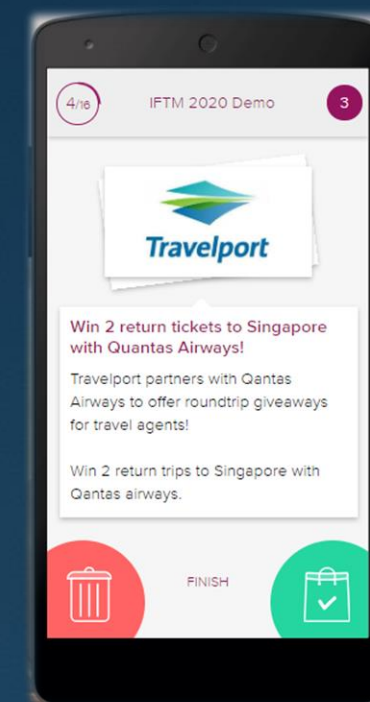 4/16
IFTM 2020 Demo
3
Travelport
Win 2 return tickets to Singapore
with Quantas Airways!
Travelport partners with Qantas
Airways to offer roundtrip giveaways
for travel agents!
Win 2 return trips to Singapore with
Qantas airways.
FINISH